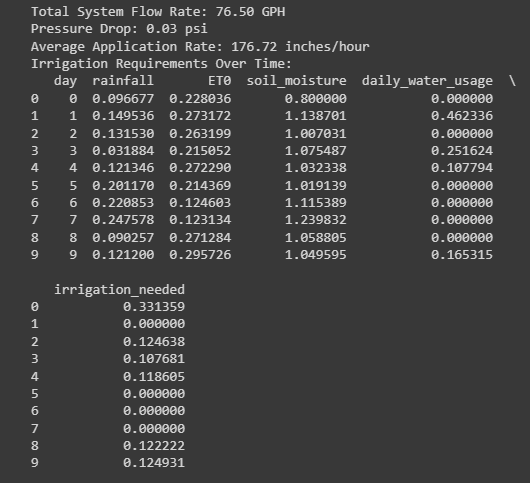 Total System Flow Rate: 76.50 GPH
Pressure Drop: 0.03 psi
Average Application Rate: 176.72 inches/hour
Irrigation Requirements Over Time:
day rainfall ET0 soil_moisture daily_water_usage \
0 0 0.096677 0.228036 0.800000 0.000000
1 1 0.149536 0.273172 1.138701 0.462336
2 2 0.131530 0.263199 1.007031 0.000000
3 3 0.031884 0.215052 1.075487 0.251624
4 4 0.121346 0.272290 1.032338 0.107794
5 5 0.201170 0.214369 1.019139 0.000000
6 6 0.220853 0.124603 1.115389 0.000000
7 7 0.247578 0.123134 1.239832 0.000000
8 8 0.090257 0.271284 1.058805 0.000000
9 9 0.121200 0.295726 1.049595 0.165315
irrigation_needed
0 0.331359
1 0.000000
2 0.124638
3 0.107681
4 0.118605
5 0.000000
6 0.000000
7 0.000000
8 0.122222
9 0.124931